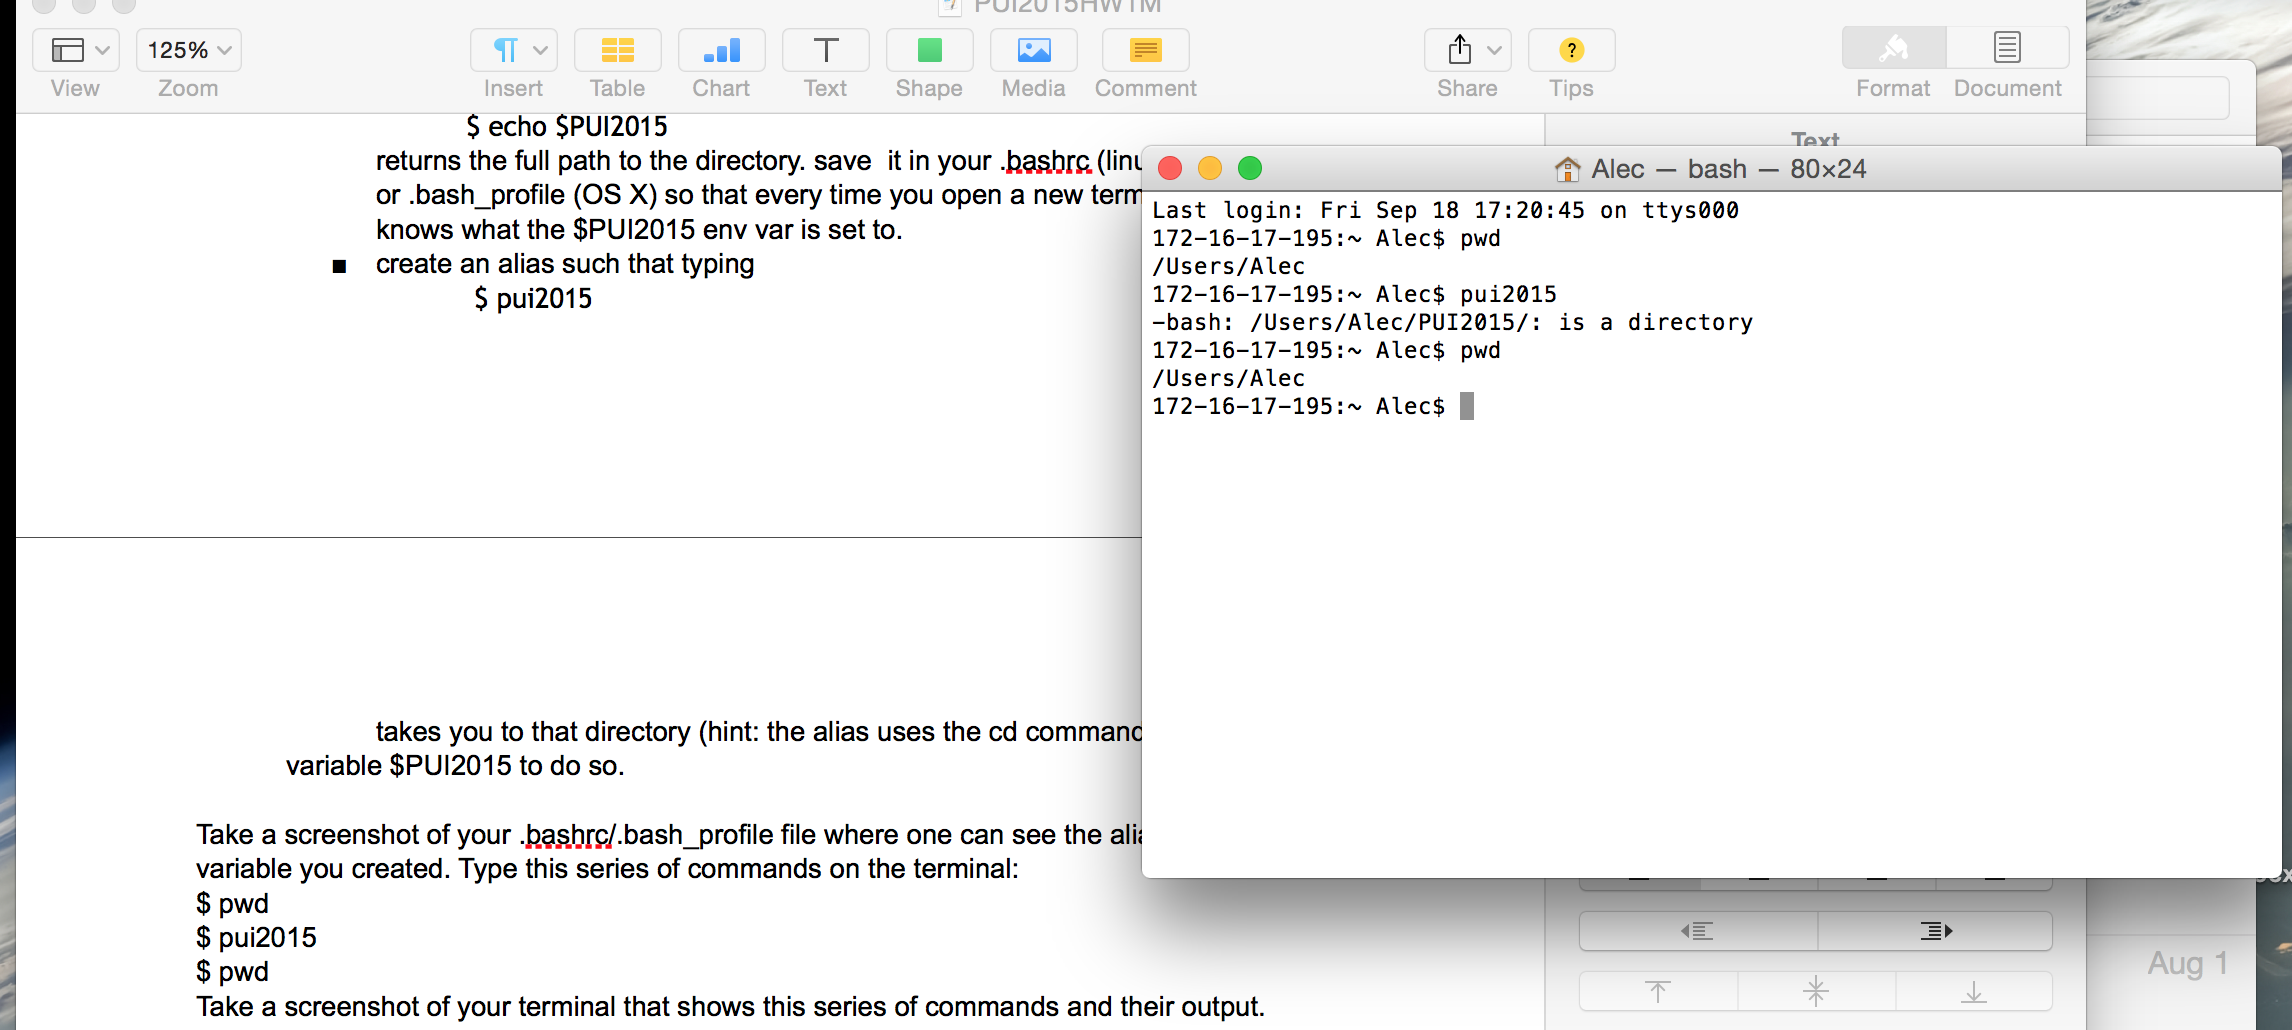 PUI2015HW1M
125%
View
Zoom
Insert
Table
Chart
Text
Shape
Media
Comment
Share
Tips
Format
Document
$ echo $PUI2015
returns the full path to the directory. save  it in your .bashrc (linu
or .bash_profile (OS X) so that every time you open a new term
knows what the $PUI2015 env var is set to.
■ create an alias such that typing
$ pui2015
takes you to that directory (hint: the alias uses the cd command
variable $PUI2015 to do so.
Take a screenshot of your .bashrc/.bash_profile file where one can see the alia
variable you created. Type this series of commands on the terminal:
$ pwd
$ pui2015
$ pwd
Take a screenshot of your terminal that shows this series of commands and their output.
Text
Alec — bash — 80×24
Last login: Fri Sep 18 17:20:45 on ttys000
172-16-17-195:~ Alec$ pwd
/Users/Alec
172-16-17-195:~ Alec$ pui2015
-bash: /Users/Alec/PUI2015/: is a directory
172-16-17-195:~ Alec$ pwd
/Users/Alec
172-16-17-195:~ Alec$
Aug 1